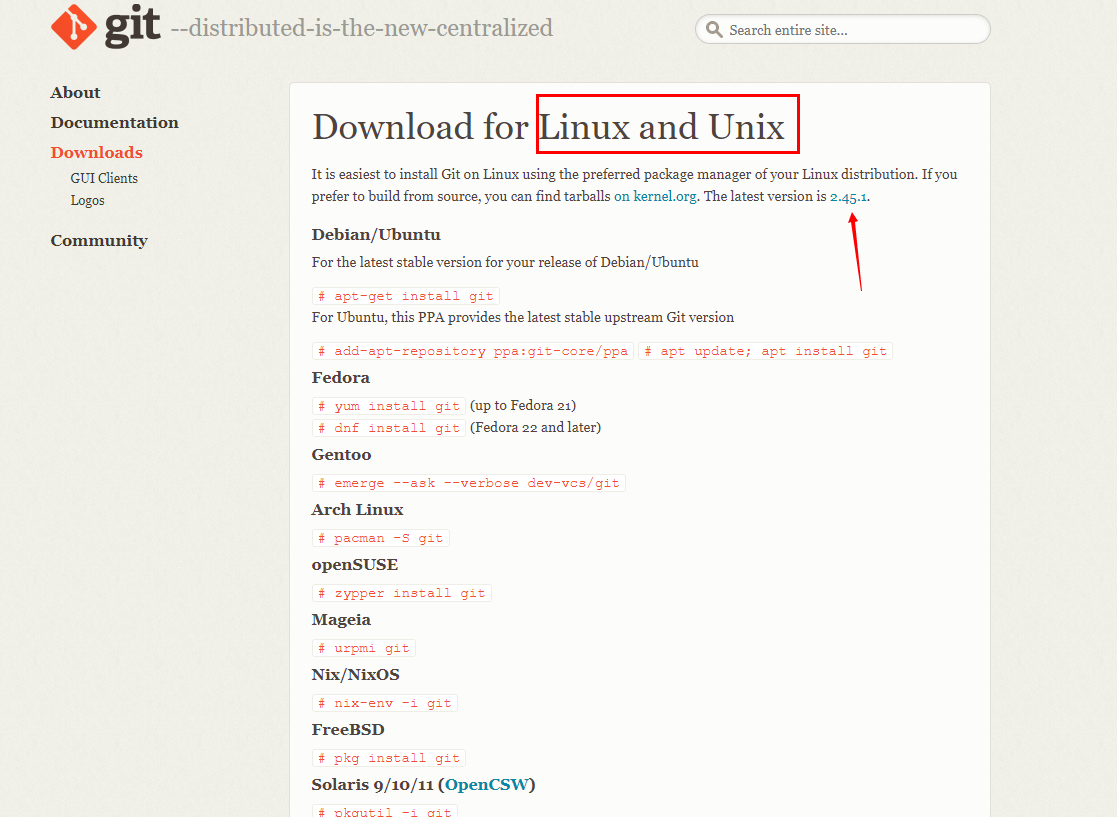 git --distributed-is-the-new-centralized
Search entire site...
About
Documentation
Downloads
GUI Clients
Logos
Community
Download for Linux and Unix
It is easiest to install Git on Linux using the preferred package manager of your Linux distribution. If you
prefer to build from source, you can find tarballs on kernel.org. The latest version is 2.45.1.
Debian/Ubuntu
For the latest stable version for your release of Debian/Ubuntu
# apt-get install git
For Ubuntu, this PPA provides the latest stable upstream Git version
# add-apt-repository ppa:git-core/ppa # apt update; apt install git
Fedora
# yum install git (up to Fedora 21)
# dnf install git (Fedora 22 and later)
Gentoo
# emerge --ask --verbose dev-vcs/git
Arch Linux
# pacman -S git
openSUSE
# zypper install git
Mageia
# urpmi git
Nix/NixOS
# nix-env -i git
FreeBSD
# pkg install git
Solaris 9/10/11 (OpenCSW)
# pkgutil -i git